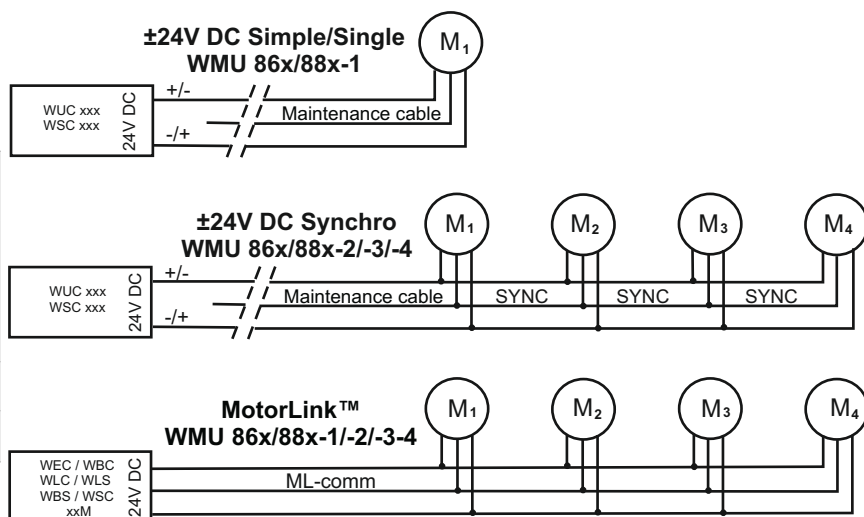 ±24V DC Simple/Single
WMU 86x/88x-1
M1
WUC xxx
WSC xxx
24V DC
+/-
Maintenance cable
-/+
±24V DC Synchro
WMU 86x/88x-2/-3/-4
M1
M2
M3
M4
WUC xxx
WSC xxx
24V DC
+/-
Maintenance cable
SYNC
SYNC
SYNC
-/+
MotorLink™
WMU 86x/88x-1/-2/-3-4
M1
M2
M3
M4
WEC / WBC
WLC / WLS
WBS / WSC
xxM
24V DC
ML-comm